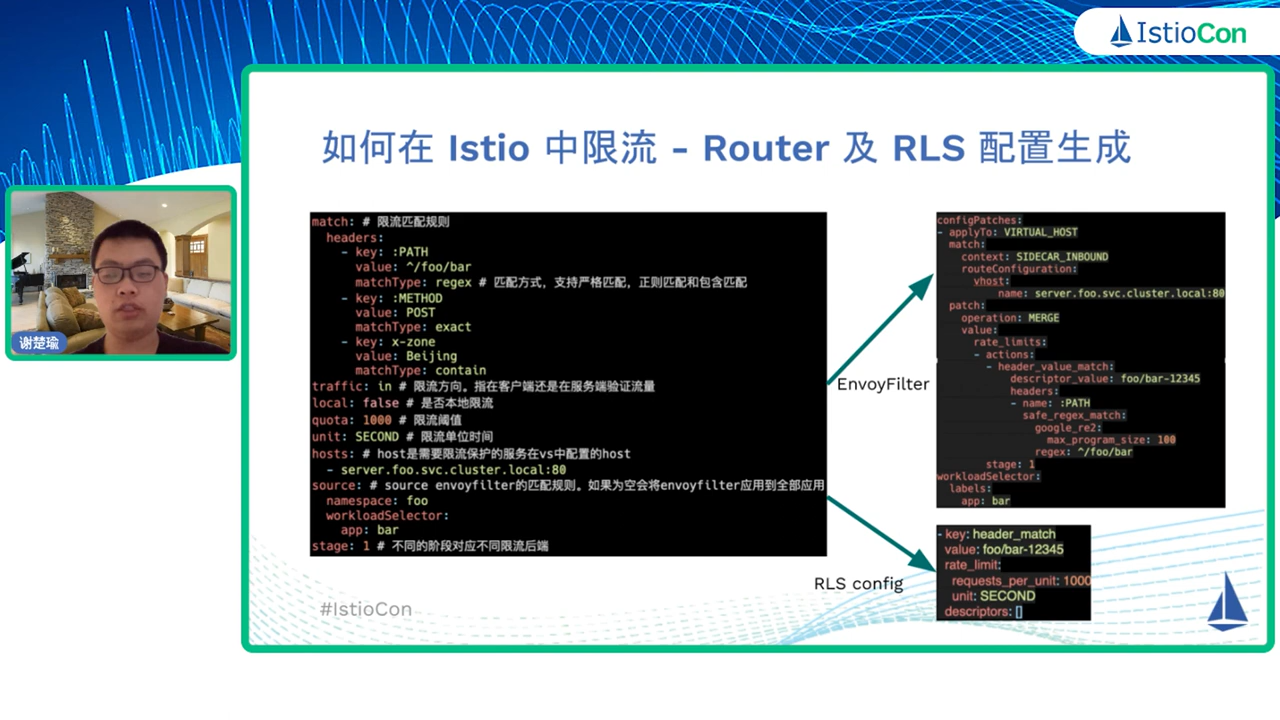 IstioCon
如何在 Istio 中限流 - Router 及 RLS 配置生成
谢楚瑜
match: # 限流匹配规则
headers:
- key: :PATH
value: ^/foo/bar
matchType: regex # 匹配方式，支持严格匹配，正则匹配和包含匹配
- key: :METHOD
value: POST
matchType: exact
- key: x-zone
value: Beijing
matchType: contain
traffic: in # 限流方向。指在客户端还是在服务端验证流量
local: false # 是否本地限流
quota: 1000 # 限流阈值
unit: SECOND # 限流单位时间
hosts: # host是需要限流保护的服务在vs中配置的host
- server.foo.svc.cluster.local:80
source: # source envoyfilter的匹配规则。如果为空会将envoyfilter应用到全部应用
namespace: foo
workloadSelector:
app: bar
stage: 1 # 不同的阶段对应不同限流后端
EnvoyFilter
configPatches:
- applyTo: VIRTUAL_HOST
match:
context: SIDECAR_INBOUND
routeConfiguration:
vhost:
name: server.foo.svc.cluster.local:80
patch:
operation: MERGE
value:
rate_limits:
- actions:
- header_value_match:
descriptor_value: foo/bar-12345
headers:
- name: :PATH
safe_regex_match:
google_re2:
max_program_size: 100
regex: ^/foo/bar
stage: 1
workloadSelector:
labels:
app: bar
RLS config
- key: header_match
value: foo/bar-12345
rate_limit:
requests_per_unit: 1000
unit: SECOND
descriptors: []
#IstioCon